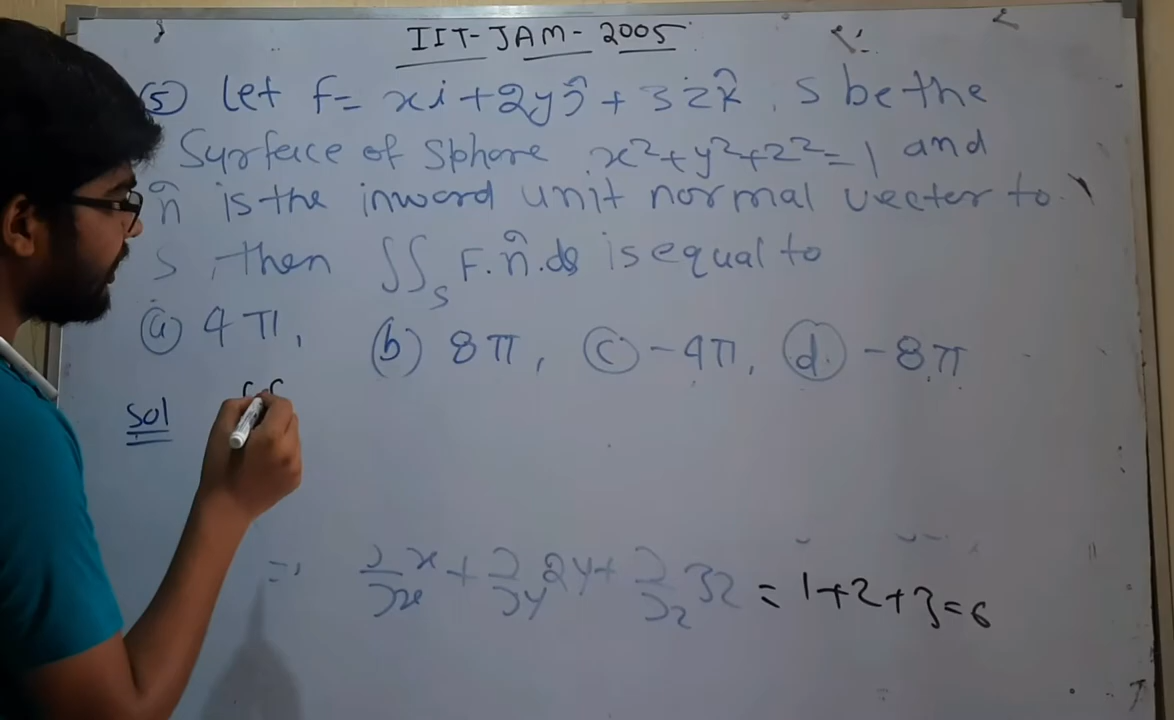 IIT-JAM-2005
(5) Let F= xi+2yĵ+3zk̂, S be the
Surface of Sphare x²+y²+z²=1 and
n̂ is the inword unit normal vector to
S, then ∬_S F.n̂.ds is equal to
(a) 4π, (b) 8π, (c) -4π, (d.) -8π
Sol
=) ∂/∂x x + ∂/∂y 2y + ∂/∂z 3z = 1+2+3=6